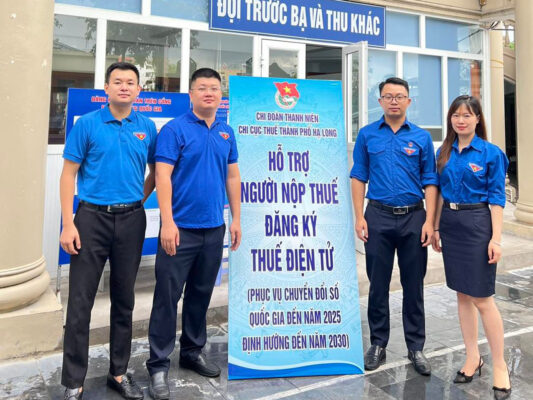 ĐỘI TRƯỚC BẠ VÀ THU KHÁC
CHI ĐOÀN THANH NIÊN
CHI CỤC THUẾ THÀNH PHỐ HẠ LONG
HỖ TRỢ
NGƯỜI NỘP THUẾ
ĐĂNG KÝ
THUẾ ĐIỆN TỬ
(PHỤC VỤ CHUYỂN ĐỔI SỐ
QUỐC GIA ĐẾN NĂM 2025
ĐỊNH HƯỚNG ĐẾN NĂM 2030)
QUỐC GIA